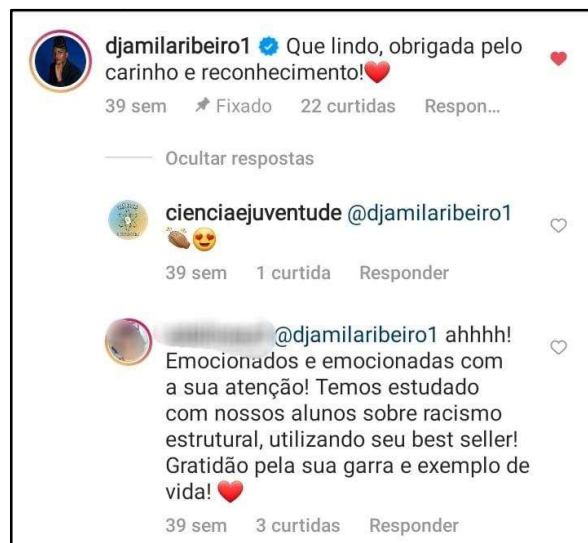 djamilaribeiro1 Que lindo, obrigada pelo
carinho e reconhecimento!❤️
39 sem Fixado 22 curtidas Respon...
Ocultar respostas
cienciaejuventude @djamilaribeiro1
👏🏾😍
39 sem 1 curtida Responder
@djamilaribeiro1 ahhhh!
Emocionados e emocionadas com
a sua atenção! Temos estudado
com nossos alunos sobre racismo
estrutural, utilizando seu best seller!
Gratidão pela sua garra e exemplo de
vida! ❤️
39 sem 3 curtidas Responder